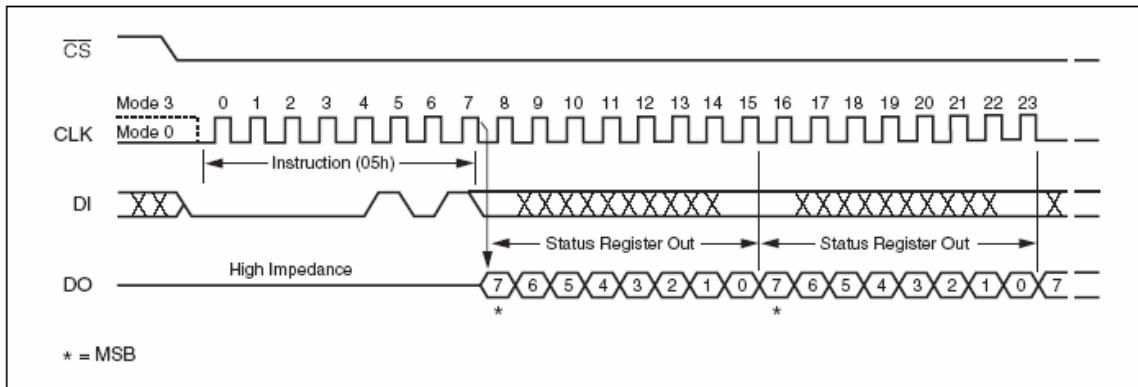 CS
Mode 3 0 1 2 3 4 5 6 7 8 9 10 11 12 13 14 15 16 17 18 19 20 21 22 23
CLK Mode 0
Instruction (05h)
DI
Status Register Out Status Register Out
High Impedance
DO 7 6 5 4 3 2 1 0 7 6 5 4 3 2 1 0 7
* *
* = MSB